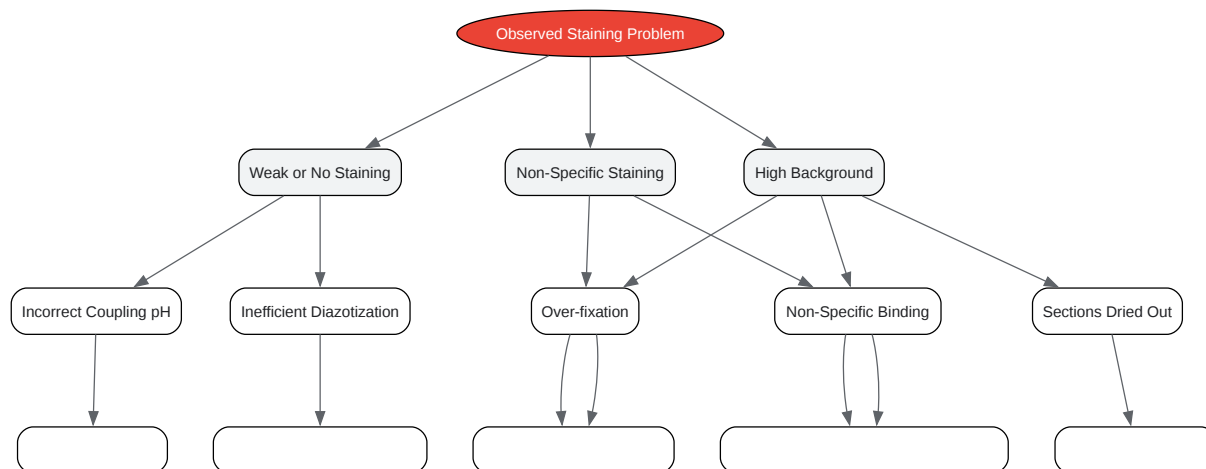 Observed Staining Problem
Weak or No Staining
Non-Specific Staining
High Background
Incorrect Coupling pH
Inefficient Diazotization
Over-fixation
Non-Specific Binding
Sections Dried Out